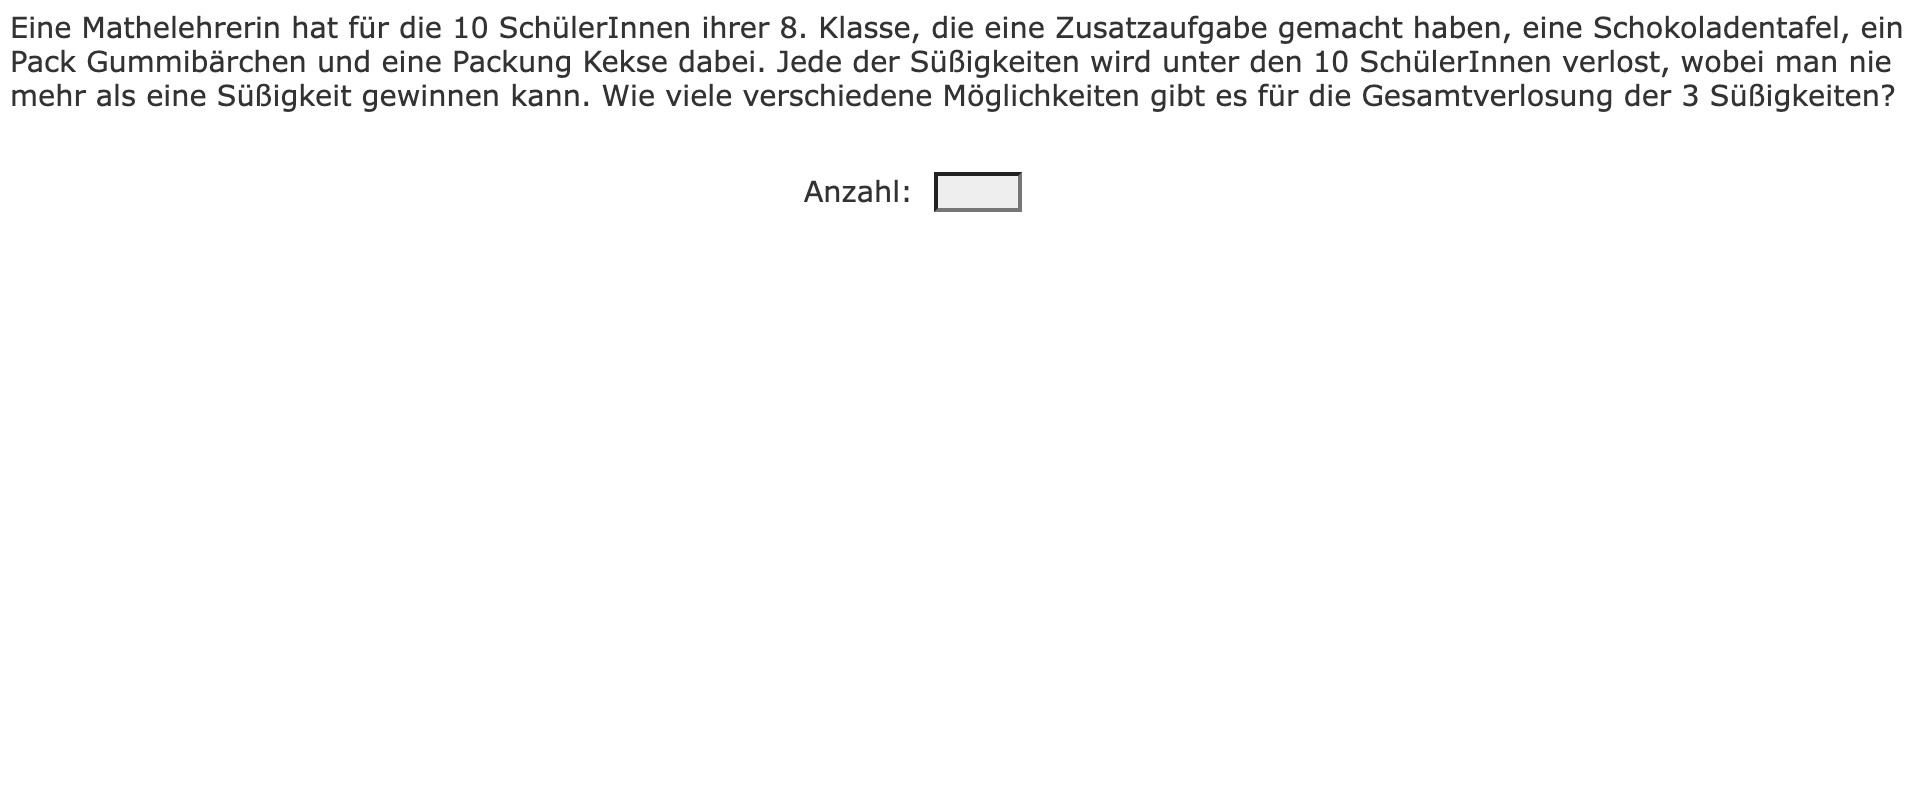 Eine Mathelehrerin hat für die 10 SchülerInnen ihrer 8. Klasse, die eine Zusatzaufgabe gemacht haben, eine Schokoladentafel, ein
Pack Gummibärchen und eine Packung Kekse dabei. Jede der Süßigkeiten wird unter den 10 SchülerInnen verlost, wobei man nie
mehr als eine Süßigkeit gewinnen kann. Wie viele verschiedene Möglichkeiten gibt es für die Gesamtverlosung der 3 Süßigkeiten?
Anzahl: